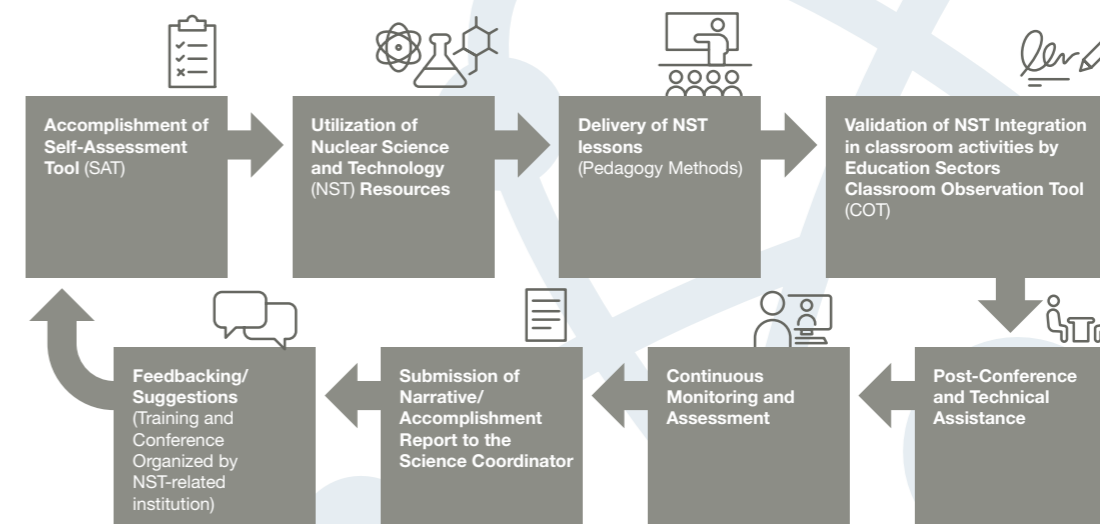 Accomplishment of
Self-Assessment
Tool (SAT)
Utilization of
Nuclear Science
and Technology
(NST) Resources
Delivery of NST
lessons
(Pedagogy Methods)
Validation of NST Integration
in classroom activities by
Education Sectors
Classroom Observation Tool
(COT)
Post-Conference
and Technical
Assistance
Continuous
Monitoring and
Assessment
Submission of
Narrative/
Accomplishment
Report to the
Science Coordinator
Feedbacking/
Suggestions
(Training and
Conference
Organized by
NST-related
institution)